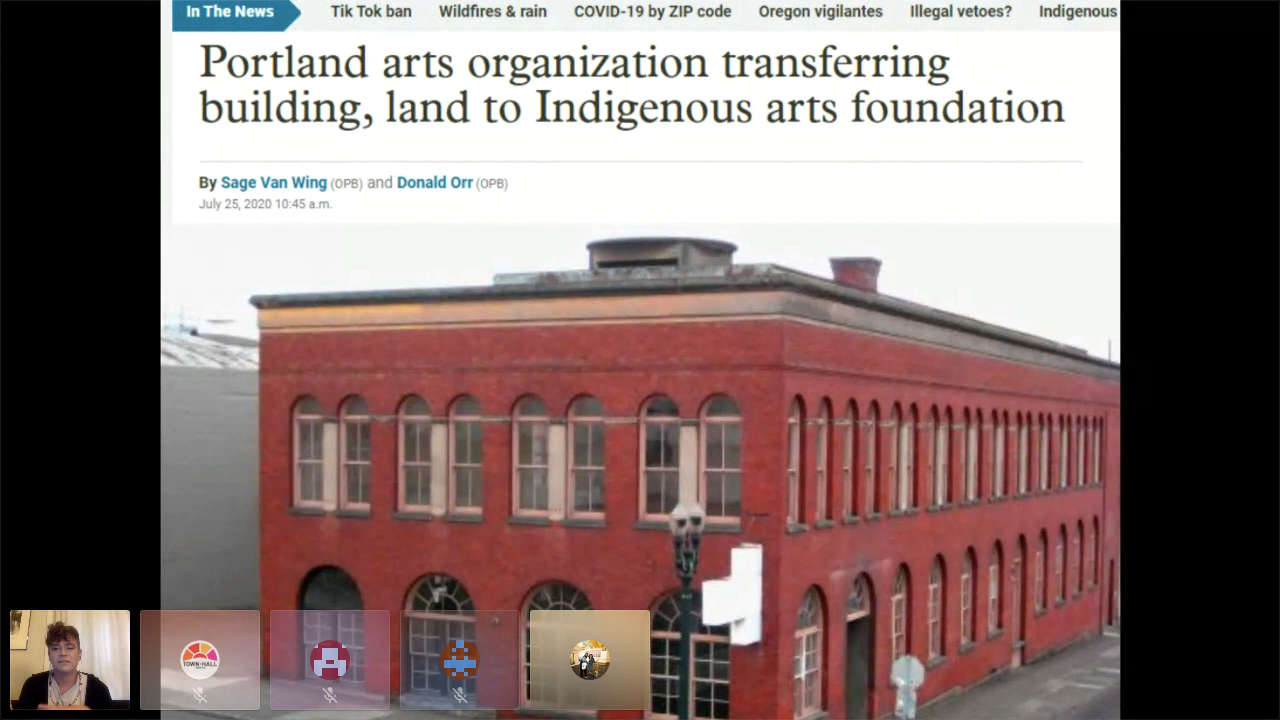 In The News
Tik Tok ban
Wildfires & rain
COVID-19 by ZIP code
Oregon vigilantes
Illegal vetoes?
Indigenous
Portland arts organization transferring
building, land to Indigenous arts foundation
By Sage Van Wing (OPB) and Donald Orr (OPB)
July 25, 2020 10:45 a.m.
TOWN HALL